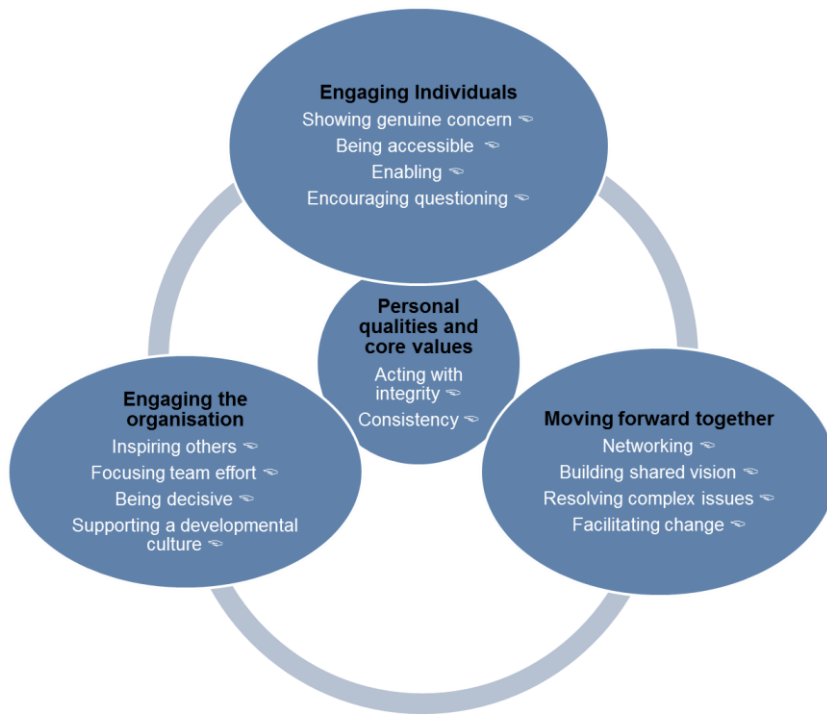 Engaging Individuals
Showing genuine concern ☜
Being accessible ☜
Enabling ☜
Encouraging questioning ☜
Personal
qualities and
core values
Acting with
integrity ☜
Consistency ☜
Engaging the
organisation
Inspiring others ☜
Focusing team effort ☜
Being decisive ☜
Supporting a developmental
culture ☜
Moving forward together
Networking ☜
Building shared vision ☜
Resolving complex issues ☜
Facilitating change ☜